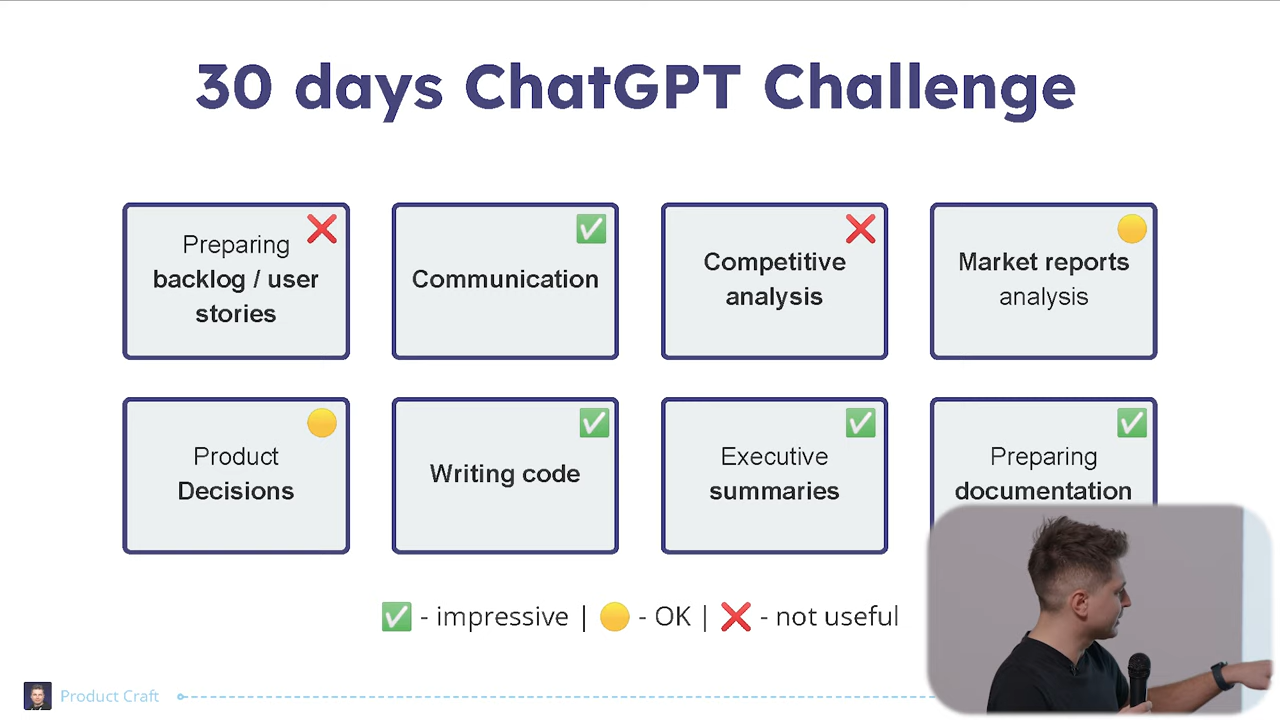 30 days ChatGPT Challenge
Preparing
backlog / user
stories
Communication
Competitive
analysis
Market reports
analysis
Product
Decisions
Writing code
Executive
summaries
Preparing
documentation
✅ - impressive | 🟡 - OK | ❌ - not useful
Product Craft